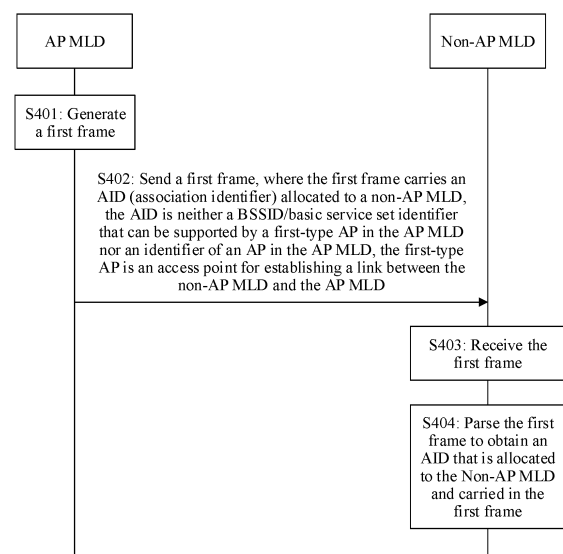 AP MLD
Non-AP MLD
S401: Generate
a first frame
S402: Send a first frame, where the first frame carries an
AID (association identifier) allocated to a non-AP MLD,
the AID is neither a BSSID/basic service set identifier
that can be supported by a first-type AP in the AP MLD
nor an identifier of an AP in the AP MLD, the first-type
AP is an access point for establishing a link between the
non-AP MLD and the AP MLD
S403: Receive the
first frame
S404: Parse the first
frame to obtain an
AID that is allocated
to the Non-AP MLD
and carried in the
first frame